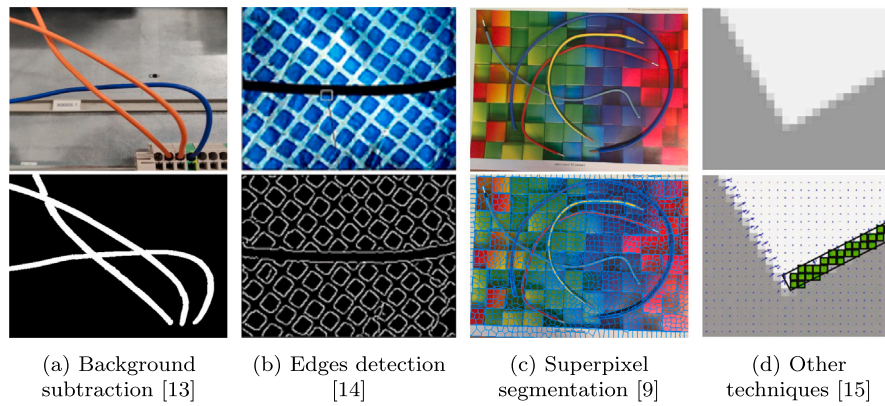 (a) Background
subtraction [13]
(b) Edges detection
[14]
(c) Superpixel
segmentation [9]
(d) Other
techniques [15]